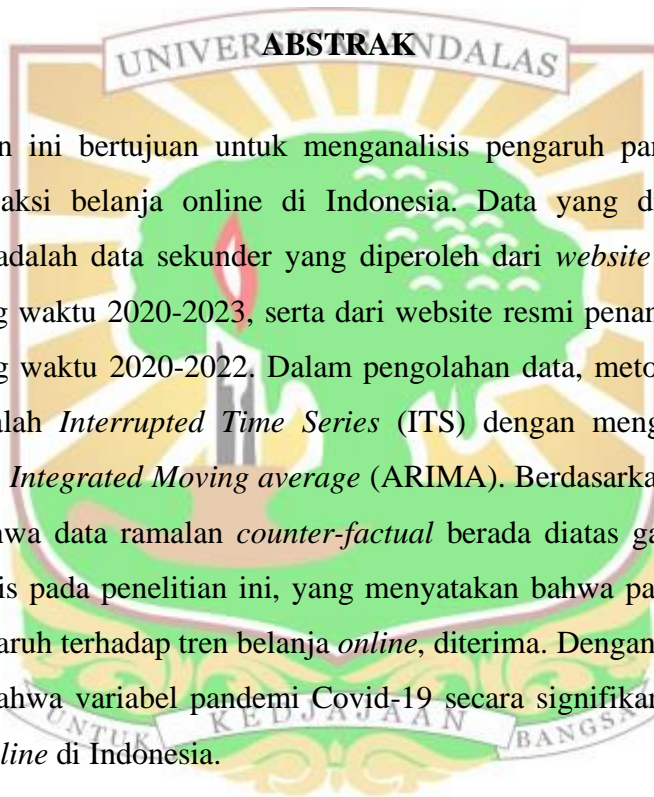 UNIVERSITAS ANDALAS
ABSTRAK
n ini bertujuan untuk menganalisis pengaruh pan
aksi belanja online di Indonesia. Data yang d
adalah data sekunder yang diperoleh dari website
g waktu 2020-2023, serta dari website resmi penan
g waktu 2020-2022. Dalam pengolahan data, meto
alah Interrupted Time Series (ITS) dengan meng
Integrated Moving average (ARIMA). Berdasarka
hwa data ramalan counter-factual berada diatas ga
is pada penelitian ini, yang menyatakan bahwa pa
aruh terhadap tren belanja online, diterima. Dengan
ahwa variabel pandemi Covid-19 secara signifikan
line di Indonesia.
UNTUK KEDJAJAAN BANGSA